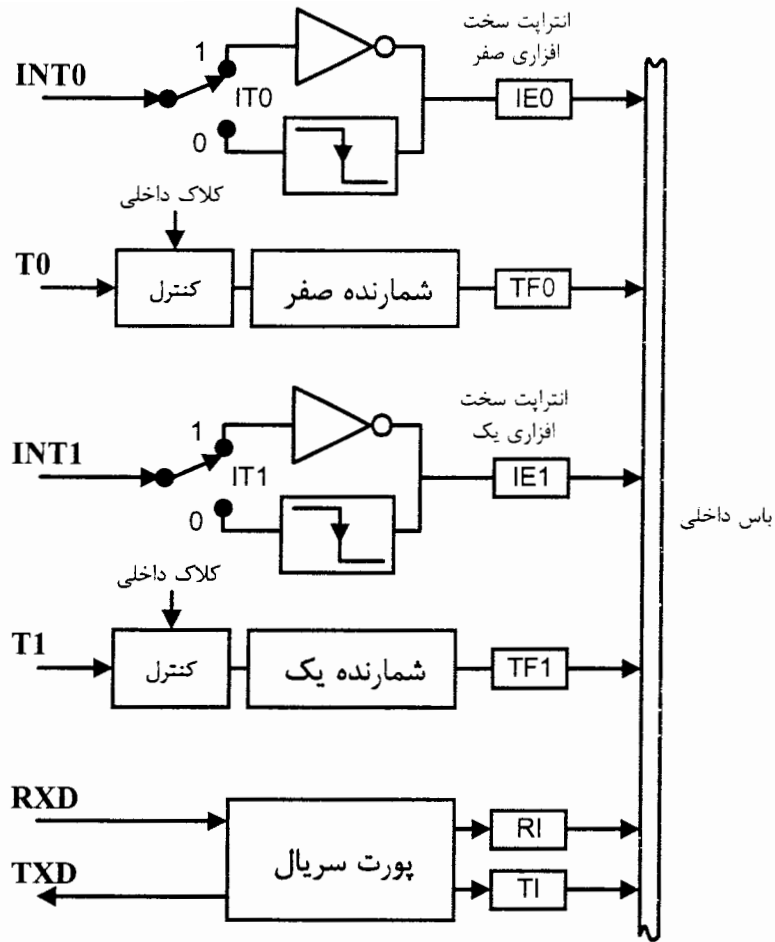 انتراپت سخت
افزاری صفر
1
INT0
IT0
IE0
0
کلاک داخلی
T0
کنترل
شمارنده صفر
TF0
انتراپت سخت
افزاری یک
1
INT1
IT1
IE1
0
باس داخلی
کلاک داخلی
T1
کنترل
شمارنده یک
TF1
RXD
پورت سریال
RI
TXD
TI